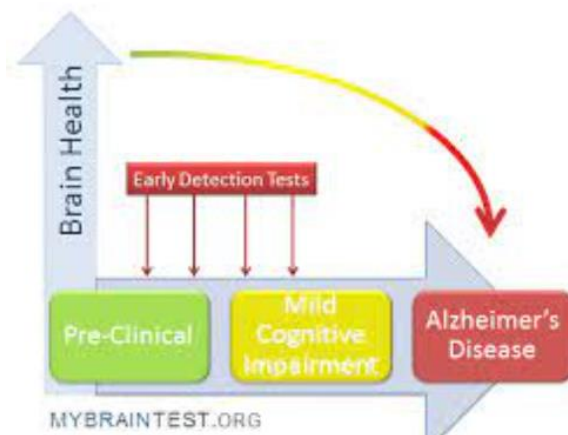 Brain Health
Early Detection Tests
Pre-Clinical
Mild
Cognitive
Impairment
Alzheimer's
Disease
MYBRAINTEST.ORG